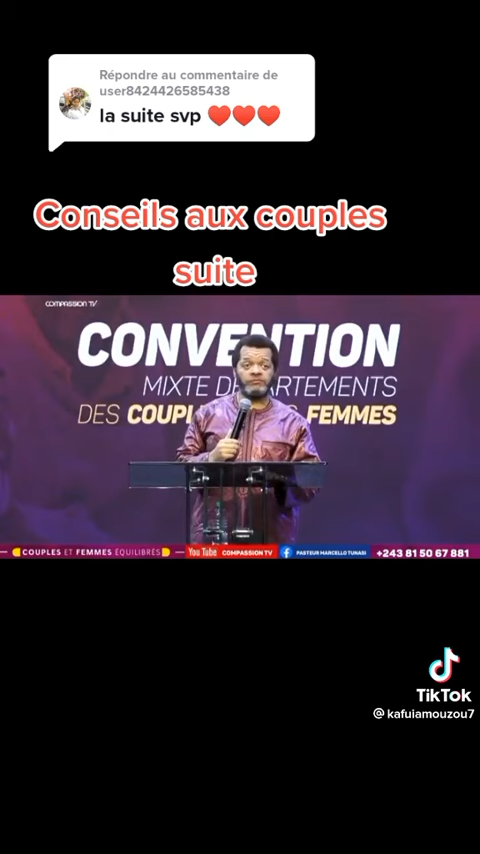 Répondre au commentaire de
user8424426585438
la suite svp ❤️❤️❤️
Conseils aux couples
suite
COMPASSION TV
CONVENTION
MIXTE DEPARTEMENTS
DES COUPL FEMMES
COUPLES ET FEMMES ÉQUILIBRÉS
YouTube COMPASSION TV
PASTEUR MARCELLO TUNASI
+243 81 50 67 881
TikTok
@kafuiamouzou7